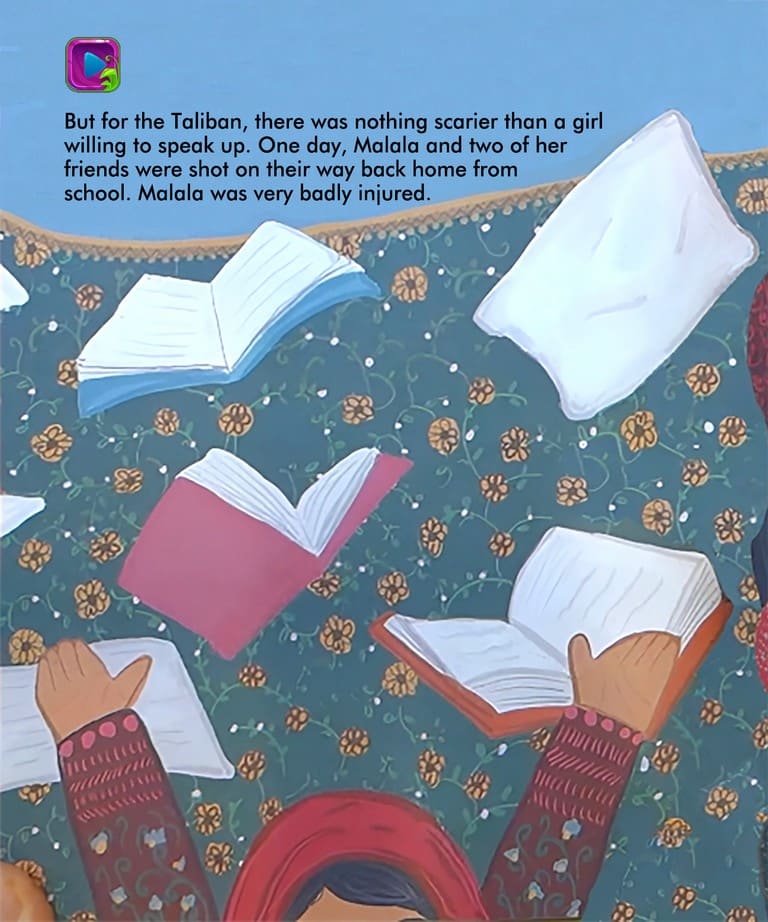 But for the Taliban, there was nothing scarier than a girl
willing to speak up. One day, Malala and two of her
friends were shot on their way back home from
school. Malala was very badly injured.